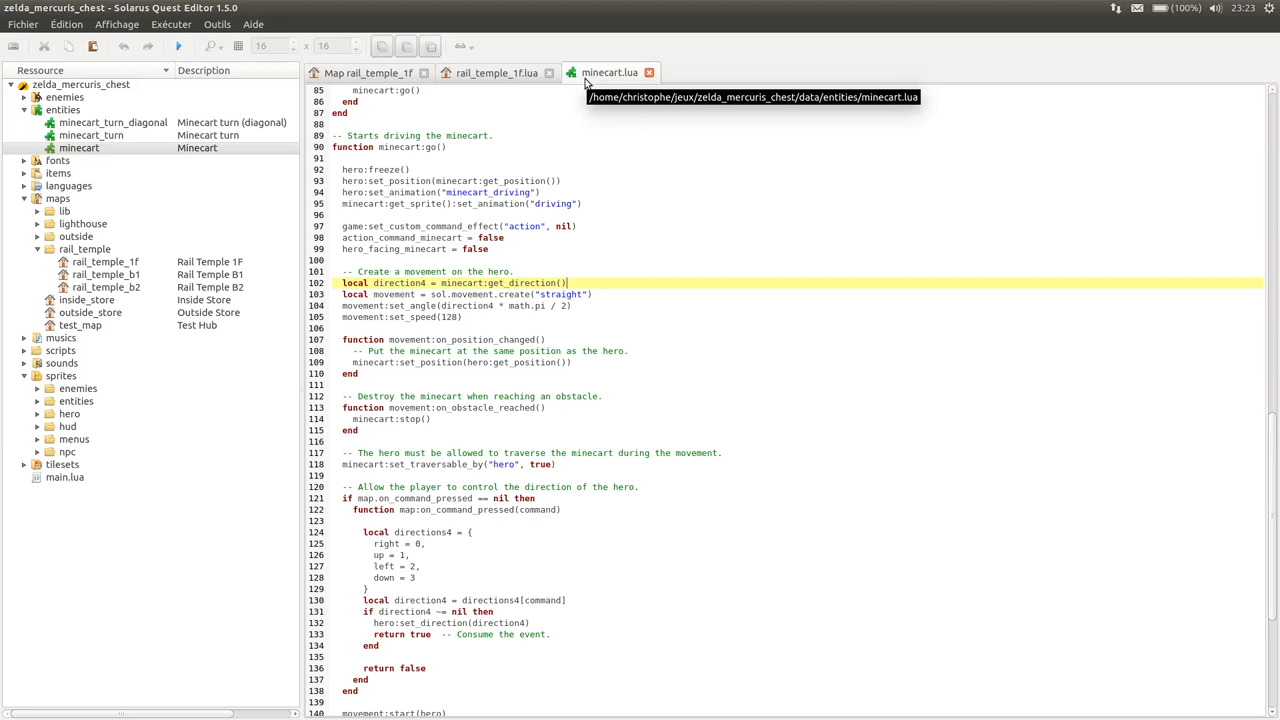 zelda_mercuris_chest - Solarus Quest Editor 1.5.0
(100%) 23:23
Fichier Édition Affichage Exécuter Outils Aide
16 x 16
Ressource Description
zelda_mercuris_chest
enemies
entities
minecart_turn_diagonal Minecart turn (diagonal)
minecart_turn Minecart turn
minecart Minecart
fonts
items
languages
maps
lib
lighthouse
outside
rail_temple
rail_temple_1f Rail Temple 1F
rail_temple_b1 Rail Temple B1
rail_temple_b2 Rail Temple B2
inside_store Inside Store
outside_store Outside Store
test_map Test Hub
musics
scripts
sounds
sprites
enemies
entities
hero
hud
menus
npc
tilesets
main.lua
Map rail_temple_1f rail_temple_1f.lua minecart.lua
/home/christophe/jeux/zelda_mercuris_chest/data/entities/minecart.lua
85 minecart:go()
86 end
87 end
88
89 -- Starts driving the minecart.
90 function minecart:go()
91
92 hero:freeze()
93 hero:set_position(minecart:get_position())
94 hero:set_animation("minecart_driving")
95 minecart:get_sprite():set_animation("driving")
96
97 game:set_custom_command_effect("action", nil)
98 action_command_minecart = false
99 hero_facing_minecart = false
100
101 -- Create a movement on the hero.
102 local direction4 = minecart:get_direction()
103 local movement = sol.movement.create("straight")
104 movement:set_angle(direction4 * math.pi / 2)
105 movement:set_speed(128)
106
107 function movement:on_position_changed()
108 -- Put the minecart at the same position as the hero.
109 minecart:set_position(hero:get_position())
110 end
111
112 -- Destroy the minecart when reaching an obstacle.
113 function movement:on_obstacle_reached()
114 minecart:stop()
115 end
116
117 -- The hero must be allowed to traverse the minecart during the movement.
118 minecart:set_traversable_by("hero", true)
119
120 -- Allow the player to control the direction of the hero.
121 if map.on_command_pressed == nil then
122 function map:on_command_pressed(command)
123
124 local directions4 = {
125 right = 0,
126 up = 1,
127 left = 2,
128 down = 3
129 }
130 local direction4 = directions4[command]
131 if direction4 ~= nil then
132 hero:set_direction(direction4)
133 return true -- Consume the event.
134 end
135
136 return false
137 end
138 end
139
140 movement:start(hero)